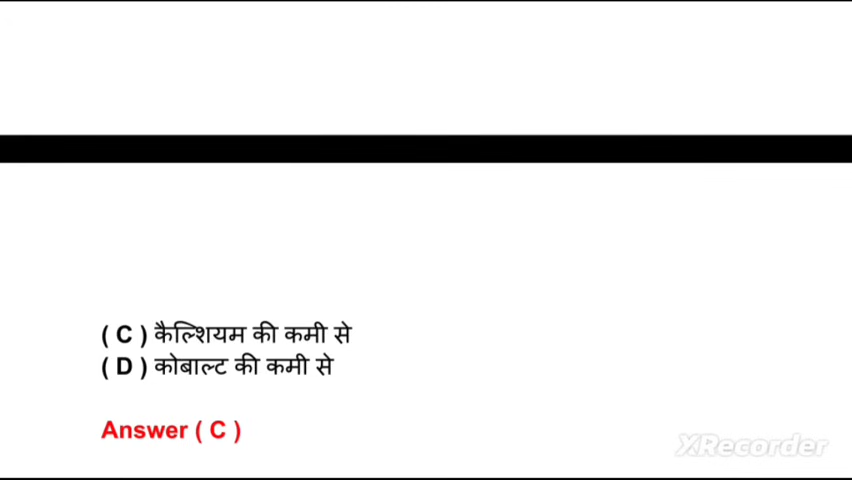 ( C ) कैल्शियम की कमी से
( D ) कोबाल्ट की कमी से
Answer ( C )
XRecorder